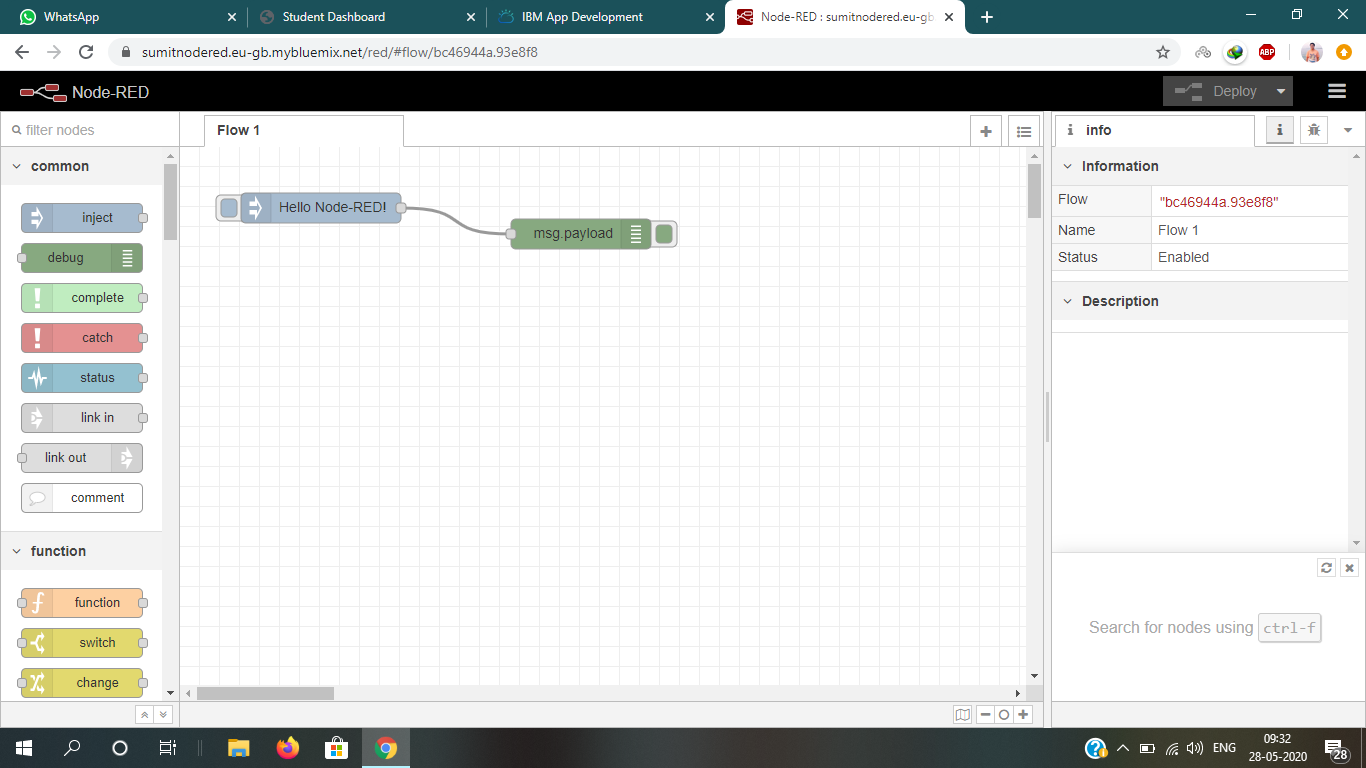 WhatsApp
Student Dashboard
IBM App Development
Node-RED : sumitnodered.eu-gb
sumitnodered.eu-gb.mybluemix.net/red/#flow/bc46944a.93e8f8
ABP
Node-RED
Deploy
filter nodes
Flow 1
i info
i
common
Information
inject
debug
complete
catch
status
link in
link out
comment
function
function
switch
change
Hello Node-RED!
msg.payload
Flow "bc46944a.93e8f8"
Name Flow 1
Status Enabled
Description
Search for nodes using ctrl-f
ENG
09:32
28-05-2020
28